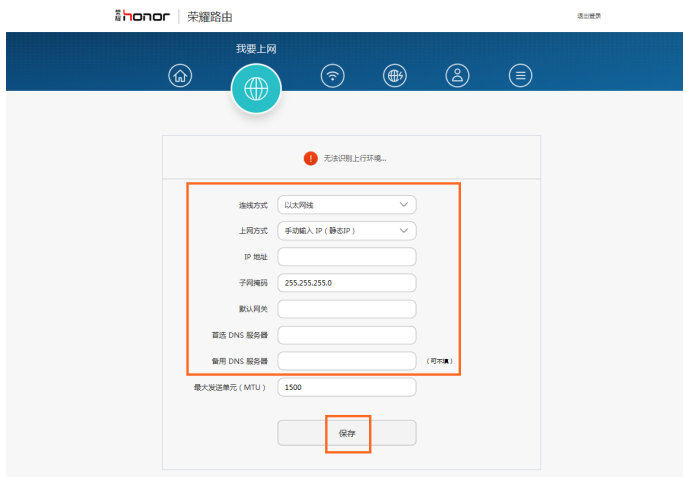 荣耀 honor 荣耀路由 退出登录
我要上网
无法识别上行环境...
连线方式 以太网线
上网方式 手动输入 IP ( 静态IP )
IP 地址
子网掩码 255.255.255.0
默认网关
首选 DNS 服务器
备用 DNS 服务器 ( 可不填 )
最大发送单元 ( MTU ) 1500
保存